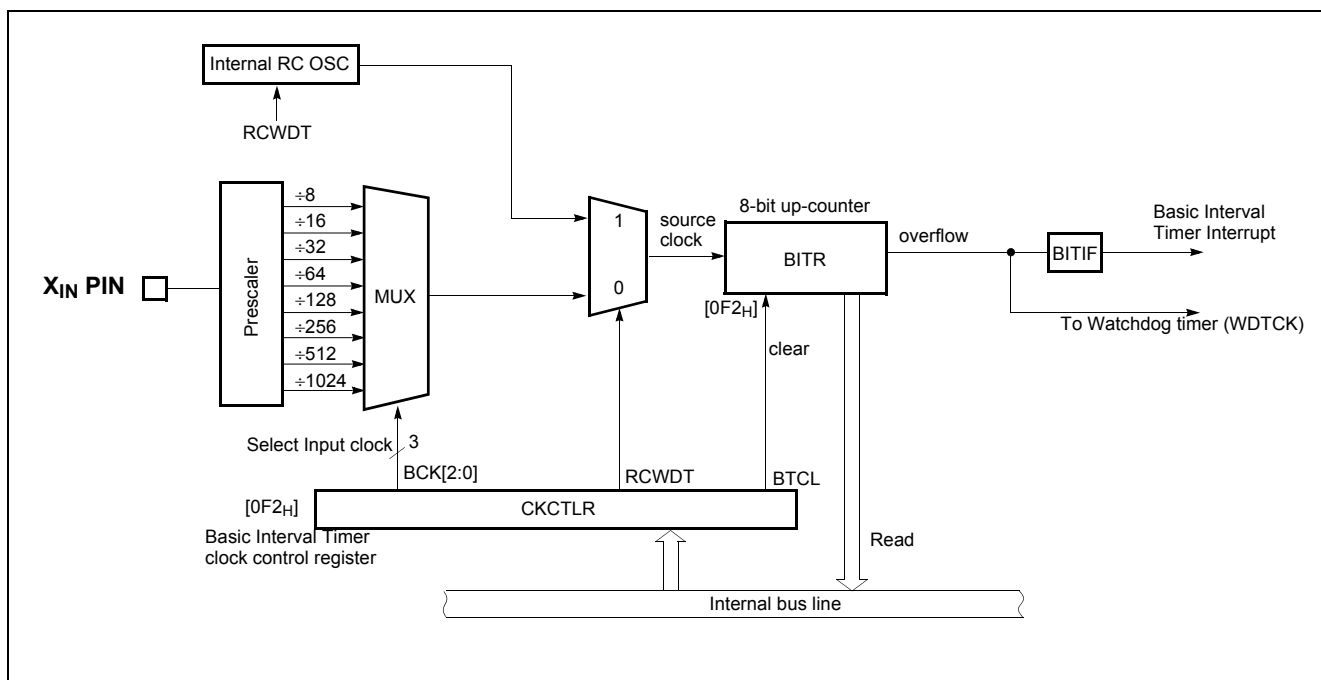 Internal RC OSC
RCWDT
Prescaler
÷8
÷16
÷32
÷64
÷128
÷256
÷512
÷1024
MUX
XIN PIN
1
0
source
clock
8-bit up-counter
BITR
[0F2H]
overflow
BITIF
Basic Interval
Timer Interrupt
To Watchdog timer (WDTCK)
clear
Select Input clock
3
BCK[2:0]
RCWDT
BTCL
[0F2H]
CKCTLR
Basic Interval Timer
clock control register
Read
Internal bus line